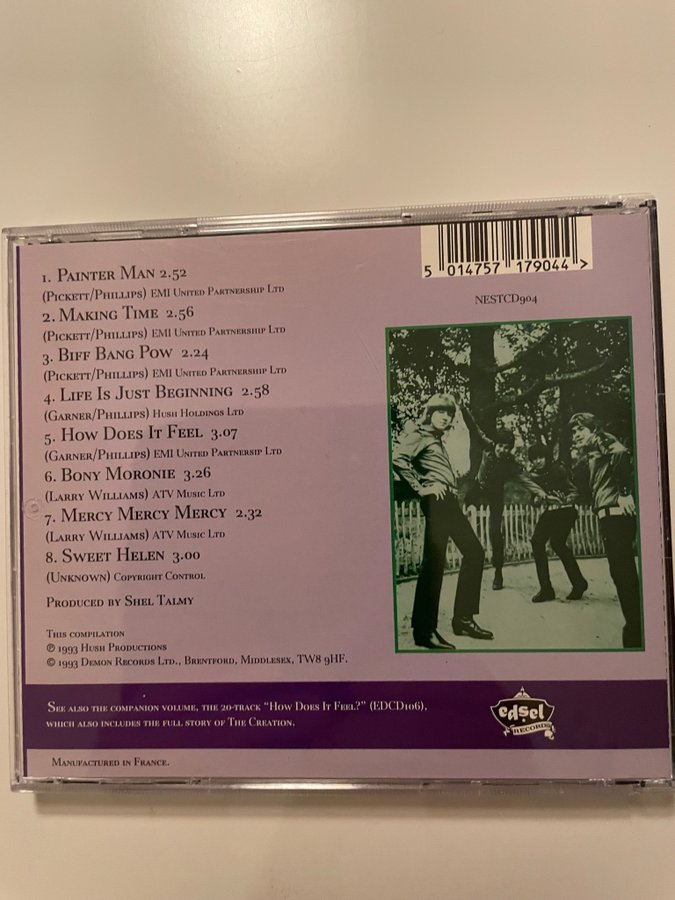 1. Painter Man 2.52
(Pickett/Phillips) EMI United Partnership Ltd
2. Making Time 2.56
(Pickett/Phillips) EMI United Partnership Ltd
3. Biff Bang Pow 2.24
(Pickett/Phillips) EMI United Partnership Ltd
4. Life Is Just Beginning 2.58
(Garner/Phillips) Hush Holdings Ltd
5. How Does It Feel 3.07
(Garner/Phillips) EMI United Partnership Ltd
6. Bony Moronie 3.26
(Larry Williams) ATV Music Ltd
7. Mercy Mercy Mercy 2.32
(Larry Williams) ATV Music Ltd
8. Sweet Helen 3.00
(Unknown) Copyright Control
Produced by Shel Talmy
This compilation
℗ 1993 Hush Productions
© 1993 Demon Records Ltd., Brentford, Middlesex, TW8 9HF.
5 014757 179044 >
NESTCD904
See also the companion volume, the 20-track "How Does It Feel?" (EDCD106),
which also includes the full story of The Creation.
edsel
RECORDS
Manufactured in France.